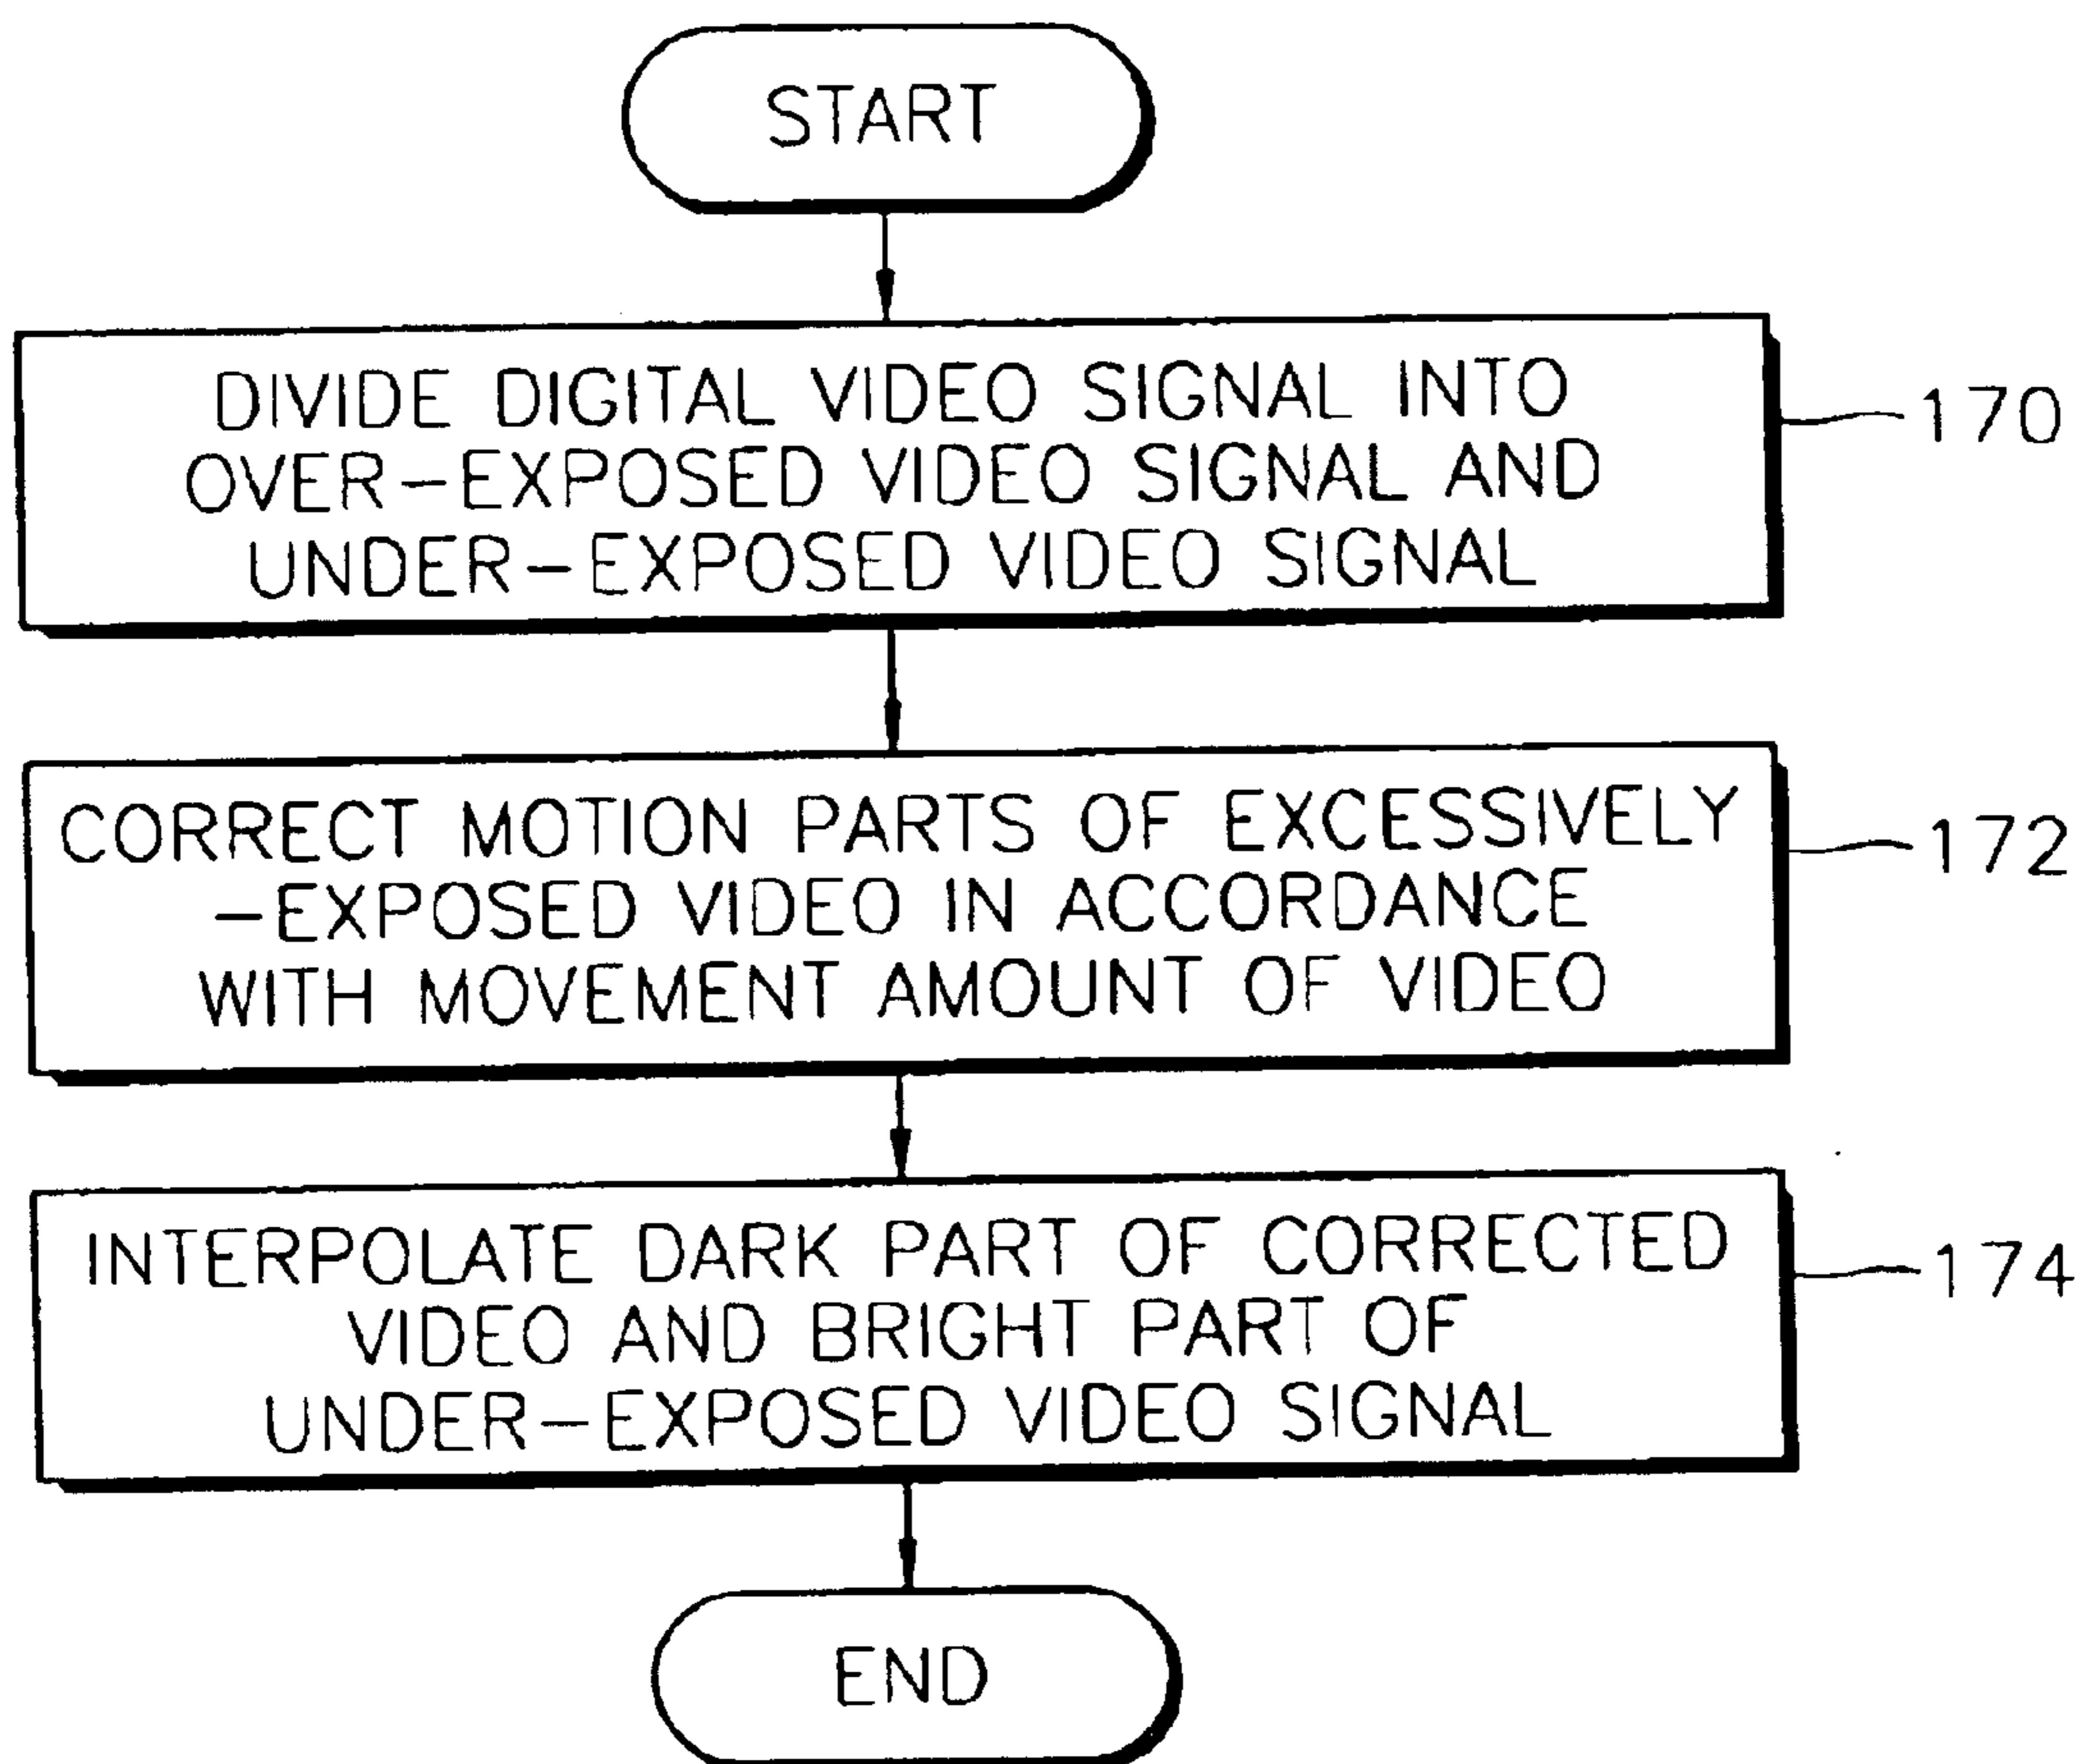 START
DIVIDE DIGITAL VIDEO SIGNAL INTO
OVER-EXPOSED VIDEO SIGNAL AND
UNDER-EXPOSED VIDEO SIGNAL
170
CORRECT MOTION PARTS OF EXCESSIVELY
-EXPOSED VIDEO IN ACCORDANCE
WITH MOVEMENT AMOUNT OF VIDEO
172
INTERPOLATE DARK PART OF CORRECTED
VIDEO AND BRIGHT PART OF
UNDER-EXPOSED VIDEO SIGNAL
174
END